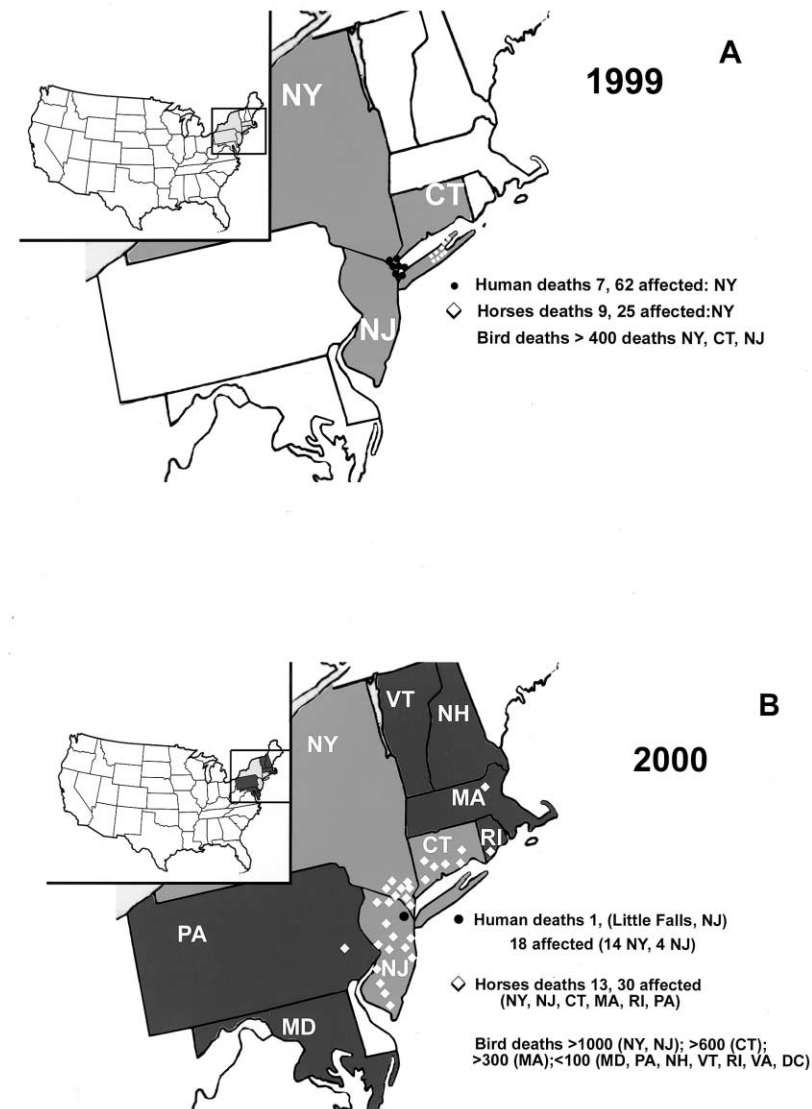 A
1999
NY
CT
NJ
Human deaths 7, 62 affected: NY
Horses deaths 9, 25 affected:NY
Bird deaths > 400 deaths NY, CT, NJ
B
2000
VT
NH
NY
MA
CT
RI
PA
NJ
MD
Human deaths 1, (Little Falls, NJ)
18 affected (14 NY, 4 NJ)
Horses deaths 13, 30 affected
(NY, NJ, CT, MA, RI, PA)
Bird deaths >1000 (NY, NJ); >600 (CT);
>300 (MA);<100 (MD, PA, NH, VT, RI, VA, DC)